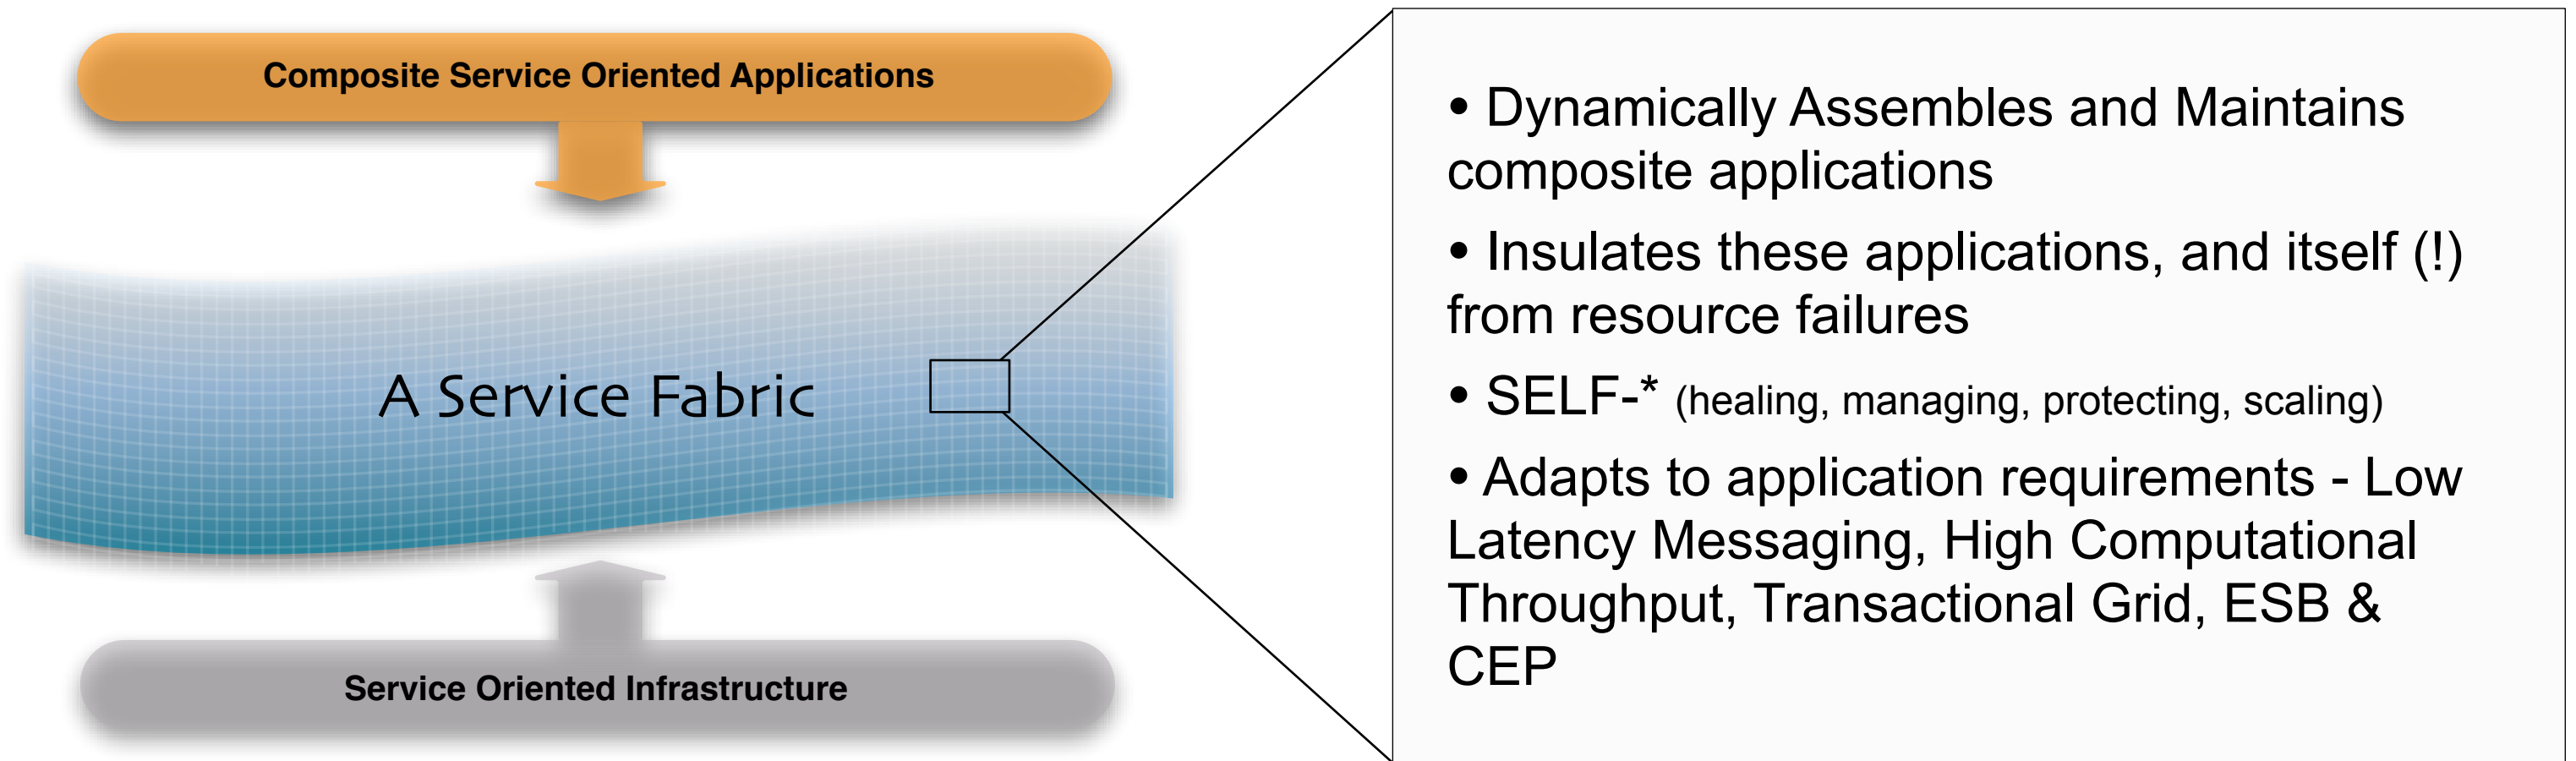 Composite Service Oriented Applications
A Service Fabric
Service Oriented Infrastructure
• Dynamically Assembles and Maintains
composite applications
• Insulates these applications, and itself (!)
from resource failures
• SELF-* (healing, managing, protecting, scaling)
• Adapts to application requirements - Low
Latency Messaging, High Computational
Throughput, Transactional Grid, ESB &
CEP